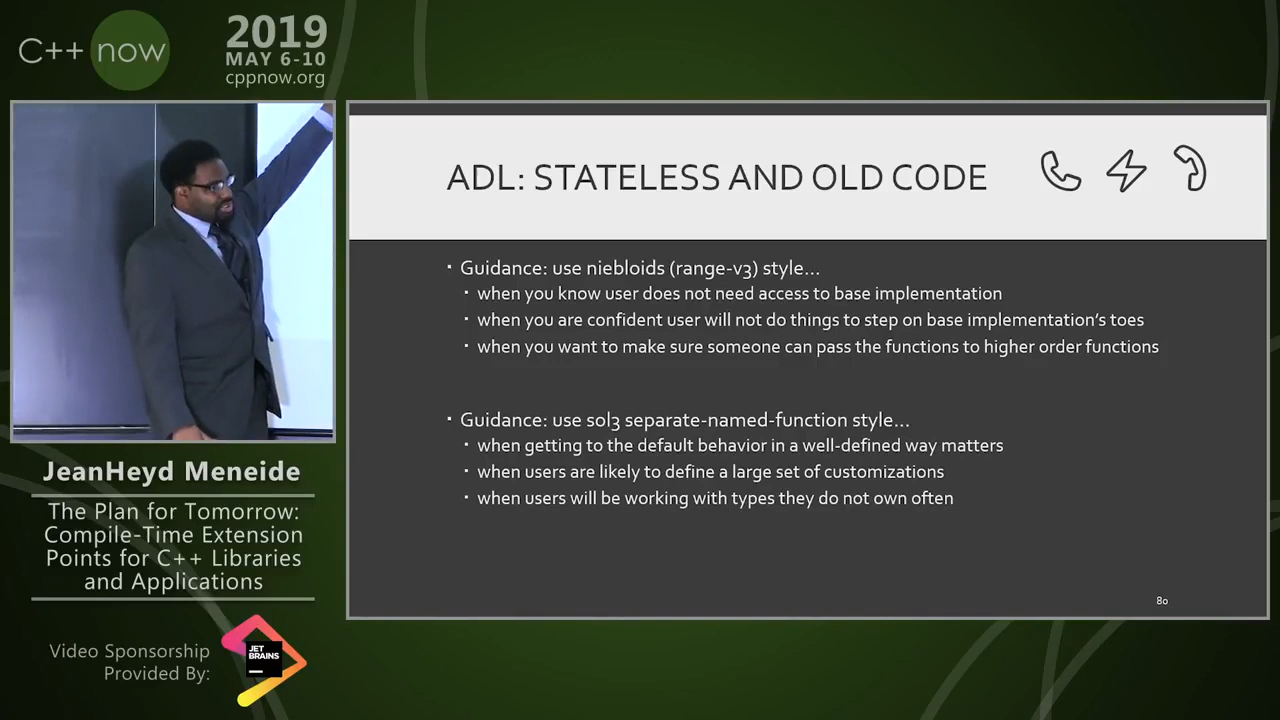 C++ now
2019
MAY 6-10
cppnow.org
ADL: STATELESS AND OLD CODE
▪ Guidance: use niebloids (range-v3) style…
▪ when you know user does not need access to base implementation
▪ when you are confident user will not do things to step on base implementation's toes
▪ when you want to make sure someone can pass the functions to higher order functions
▪ Guidance: use sol3 separate-named-function style…
▪ when getting to the default behavior in a well-defined way matters
▪ when users are likely to define a large set of customizations
▪ when users will be working with types they do not own often
80
JeanHeyd Meneide
The Plan for Tomorrow:
Compile-Time Extension
Points for C++ Libraries
and Applications
Video Sponsorship
Provided By:
JET
BRAINS